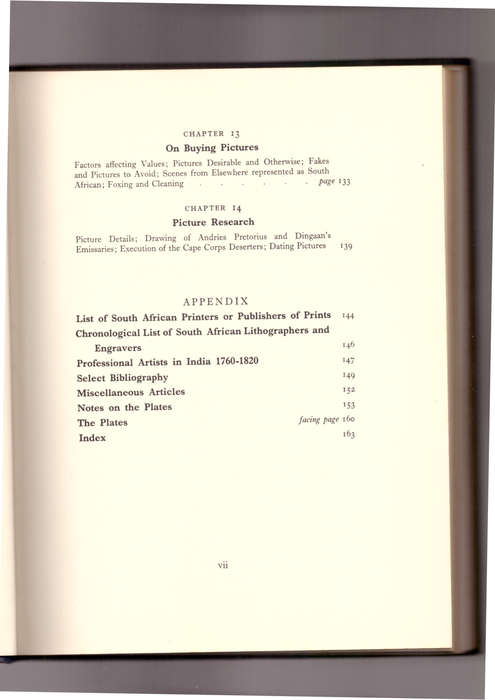 CHAPTER 13
On Buying Pictures
Factors affecting Values; Pictures Desirable and Otherwise; Fakes
and Pictures to Avoid; Scenes from Elsewhere represented as South
African; Foxing and Cleaning . . . . . . page 133
CHAPTER 14
Picture Research
Picture Details; Drawing of Andries Pretorius and Dingaan's
Emissaries; Execution of the Cape Corps Deserters; Dating Pictures 139
APPENDIX
List of South African Printers or Publishers of Prints 144
Chronological List of South African Lithographers and
Engravers 146
Professional Artists in India 1760-1820 147
Select Bibliography 149
Miscellaneous Articles 152
Notes on the Plates 153
The Plates facing page 160
Index 163
vii